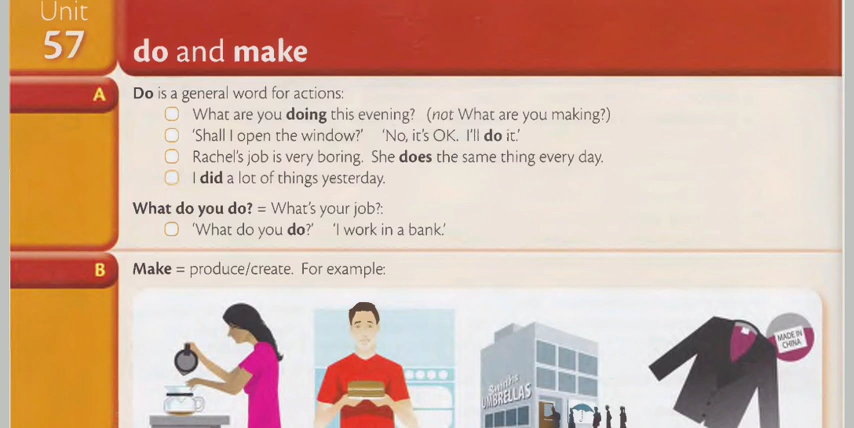 Unit
57
do and make
A
Do is a general word for actions:
What are you doing this evening? (not What are you making?)
'Shall I open the window?' 'No, it's OK. I'll do it.'
Rachel's job is very boring. She does the same thing every day.
I did a lot of things yesterday.
What do you do? = What's your job?:
'What do you do?' 'I work in a bank.'
B
Make = produce/create. For example:
MADE IN
CHINA
Smiths
UMBRELLAS